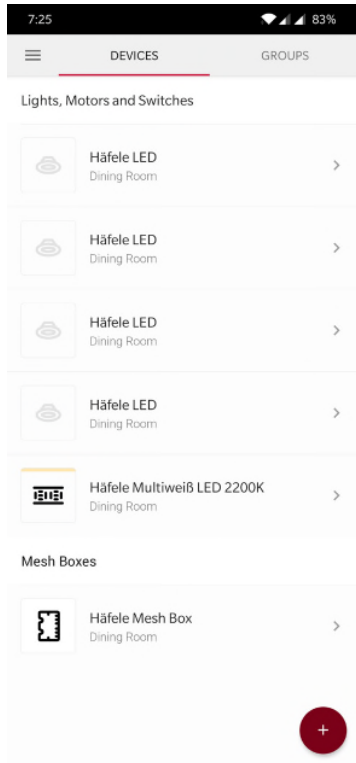 7:25
83%
DEVICES
GROUPS
Lights, Motors and Switches
Häfele LED
Dining Room
Häfele LED
Dining Room
Häfele LED
Dining Room
Häfele LED
Dining Room
Häfele Multiweiß LED 2200K
Dining Room
Mesh Boxes
Häfele Mesh Box
Dining Room
+